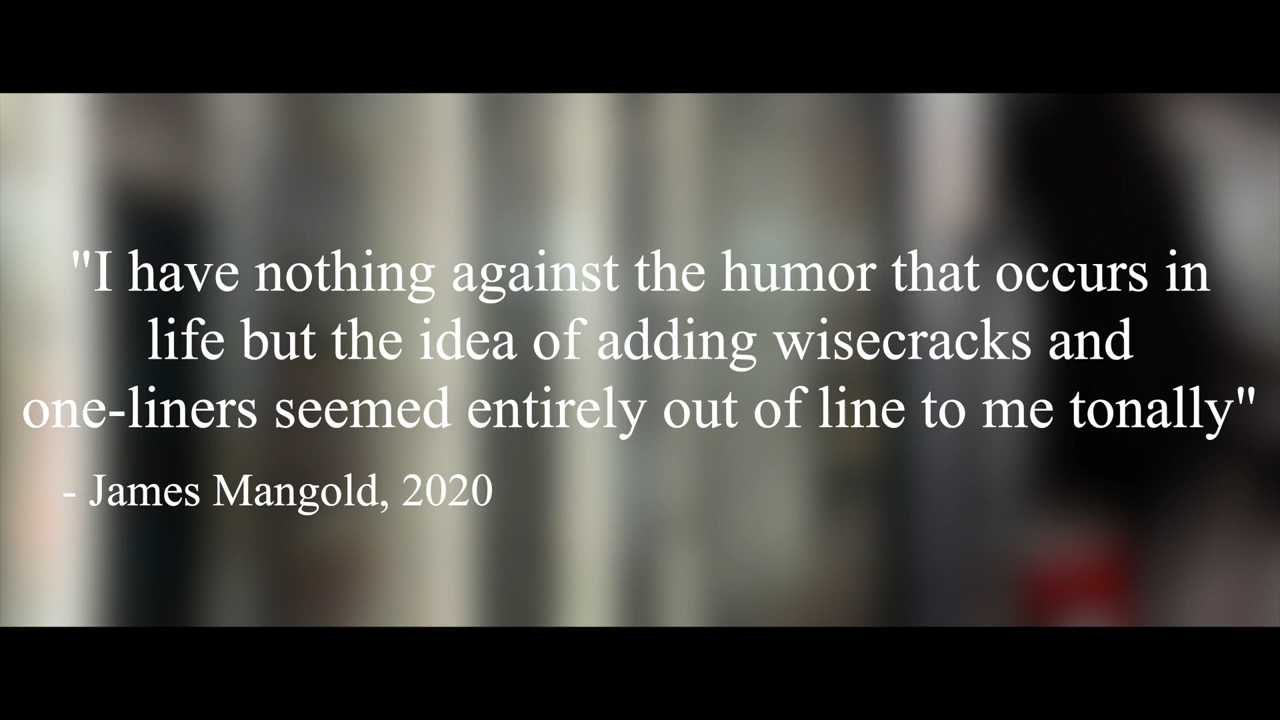 "I have nothing against the humor that occurs in
life but the idea of adding wisecracks and
one-liners seemed entirely out of line to me tonally"
- James Mangold, 2020